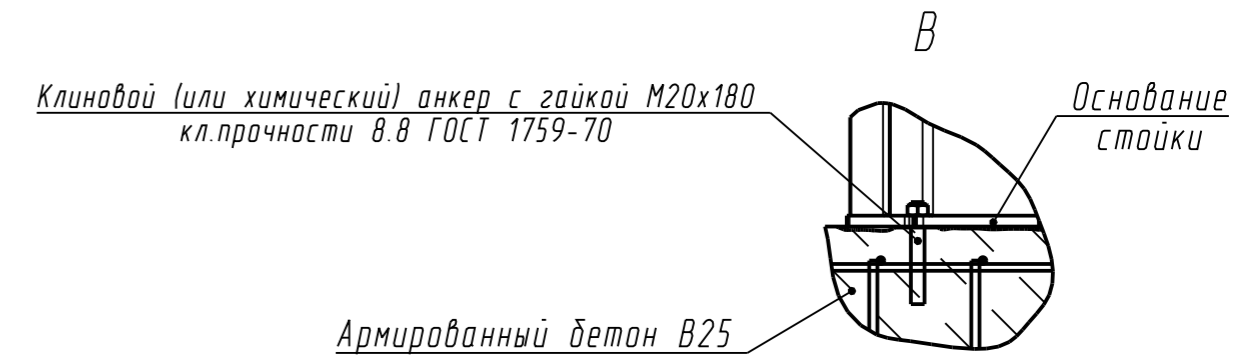 В
Клиновой (или химический) анкер с гайкой М20х180
кл.прочности 8.8 ГОСТ 1759-70
Основание
стойки
Армированный бетон В25